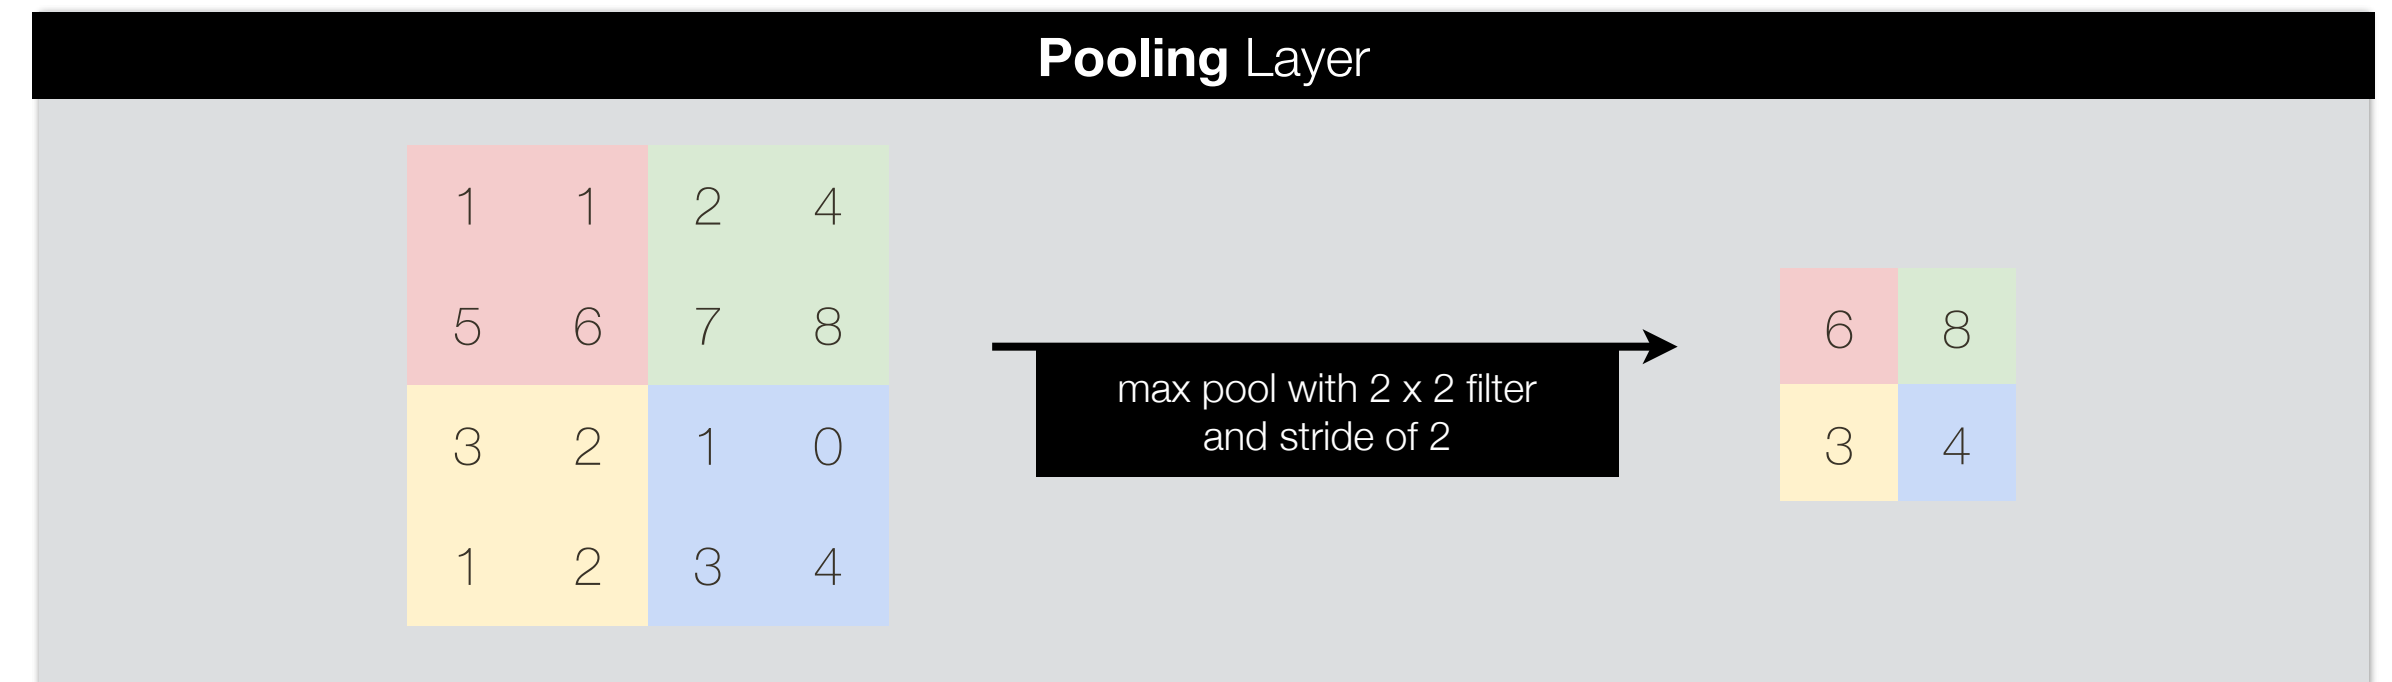 Pooling Layer
1 1 2 4
5 6 7 8
3 2 1 0
1 2 3 4
max pool with 2 x 2 filter
and stride of 2
6 8
3 4